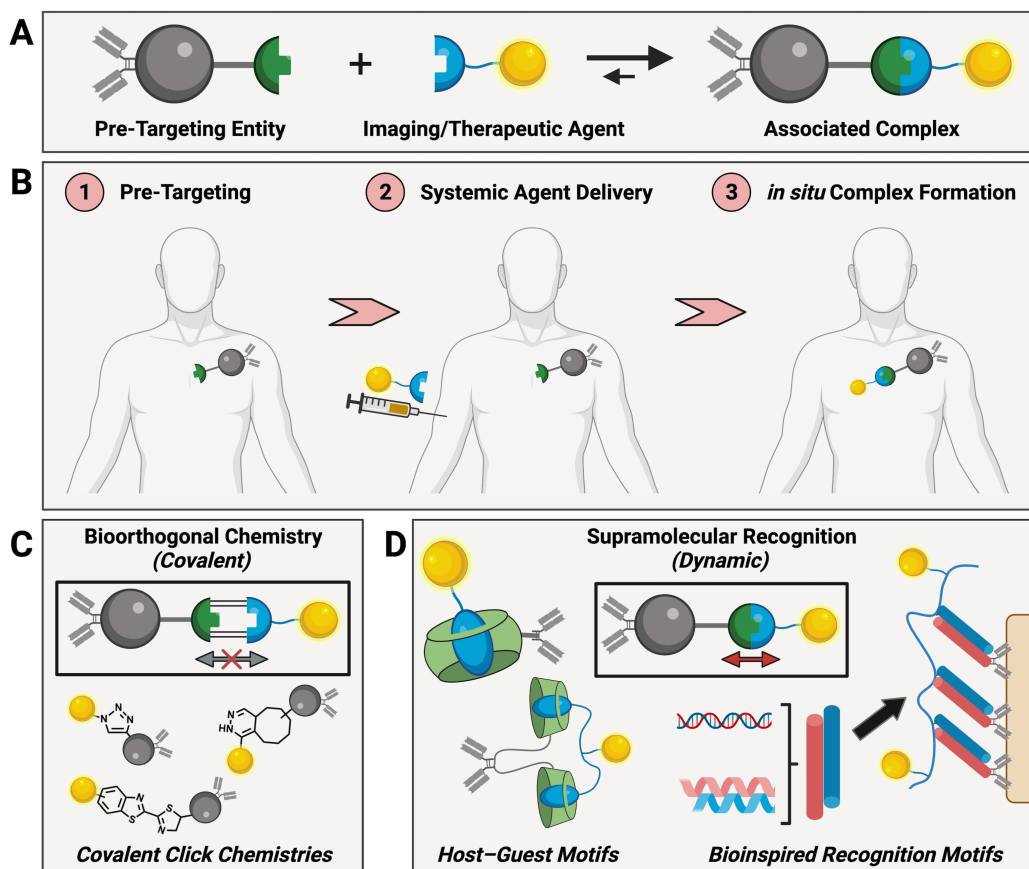 A
+
Pre-Targeting Entity
Imaging/Therapeutic Agent
Associated Complex
B
1 Pre-Targeting
2 Systemic Agent Delivery
3 in situ Complex Formation
C
Bioorthogonal Chemistry
(Covalent)
N
N
N
N
N
HN
N
S
S
N
Covalent Click Chemistries
D
Supramolecular Recognition
(Dynamic)
Host–Guest Motifs
Bioinspired Recognition Motifs